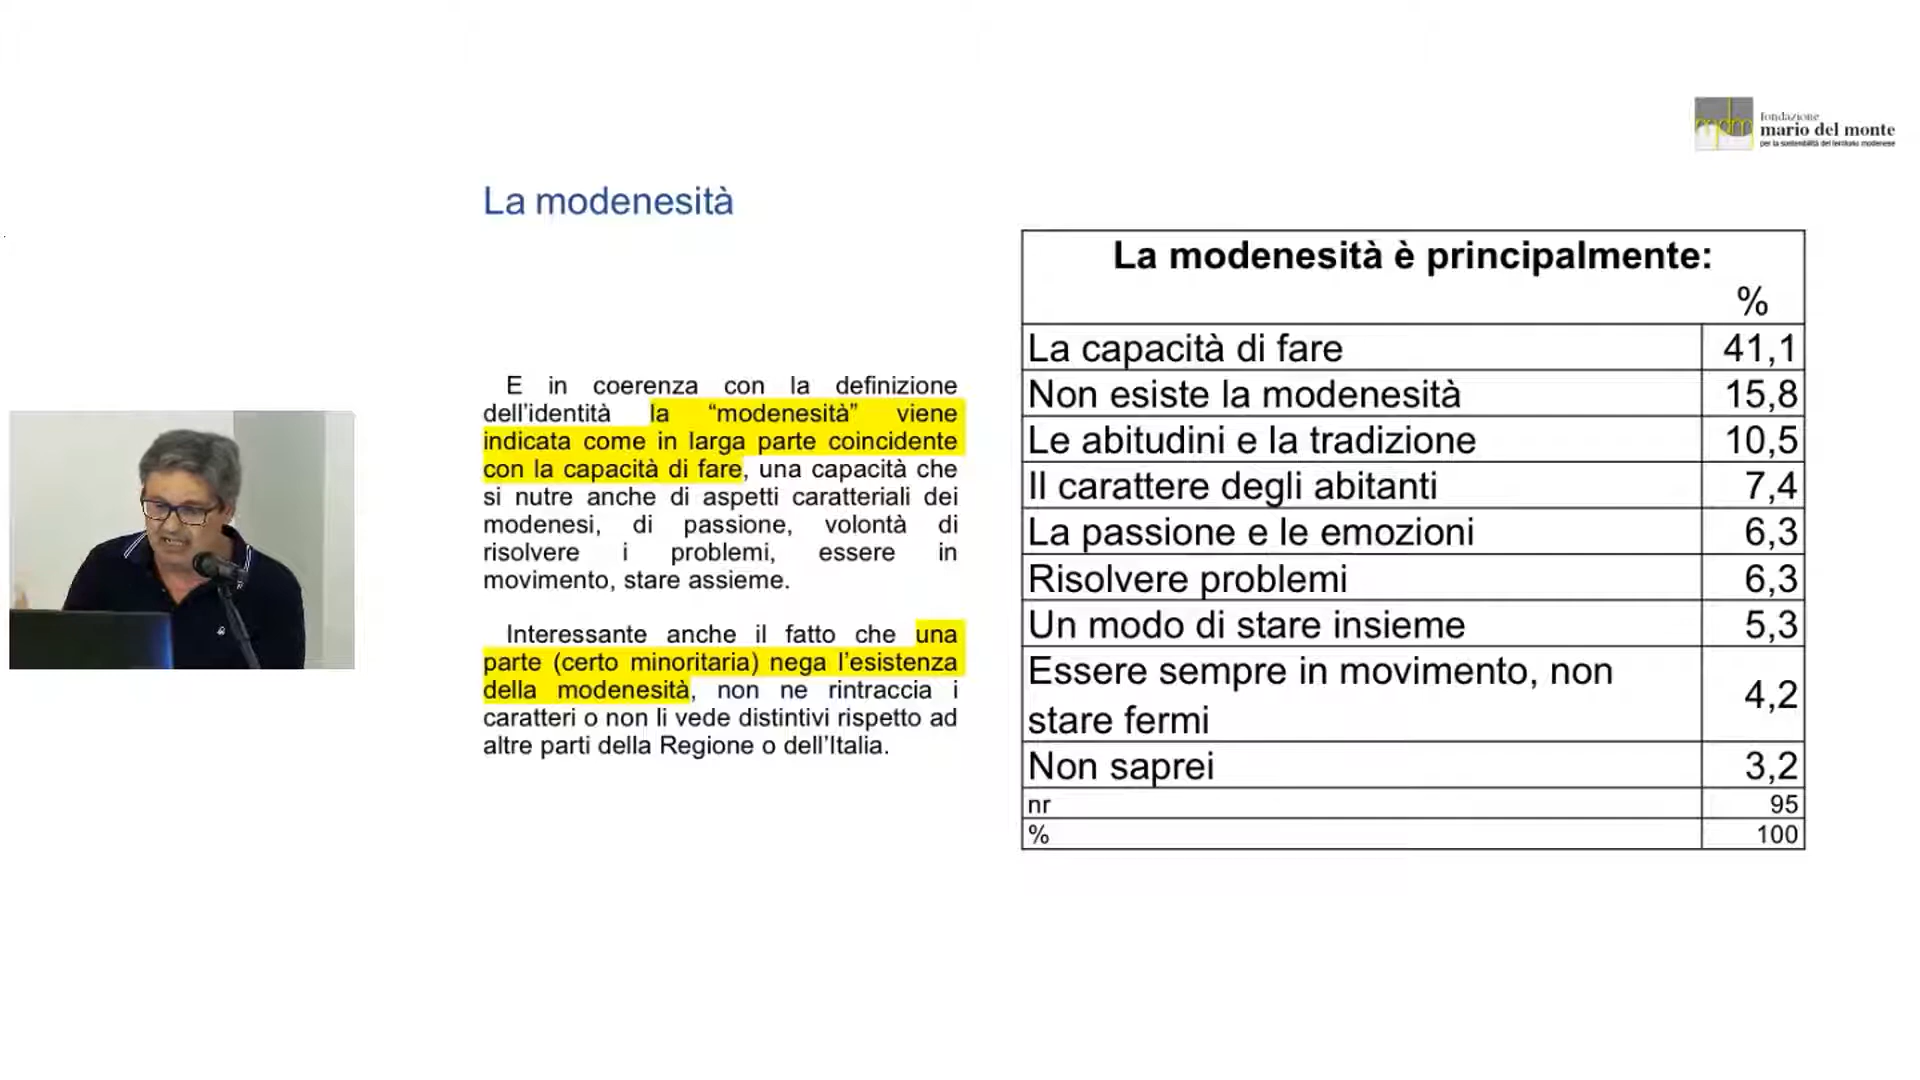 fondazione
mario del monte
per la sostenibilità del territorio modenese
La modenesità
E in coerenza con la definizione
dell'identità la “modenesità” viene
indicata come in larga parte coincidente
con la capacità di fare, una capacità che
si nutre anche di aspetti caratteriali dei
modenesi, di passione, volontà di
risolvere i problemi, essere in
movimento, stare assieme.
Interessante anche il fatto che una
parte (certo minoritaria) nega l'esistenza
della modenesità, non ne rintraccia i
caratteri o non li vede distintivi rispetto ad
altre parti della Regione o dell'Italia.
La modenesità è principalmente:
%
La capacità di fare 41,1
Non esiste la modenesità 15,8
Le abitudini e la tradizione 10,5
Il carattere degli abitanti 7,4
La passione e le emozioni 6,3
Risolvere problemi 6,3
Un modo di stare insieme 5,3
Essere sempre in movimento, non
stare fermi 4,2
Non saprei 3,2
nr 95
% 100